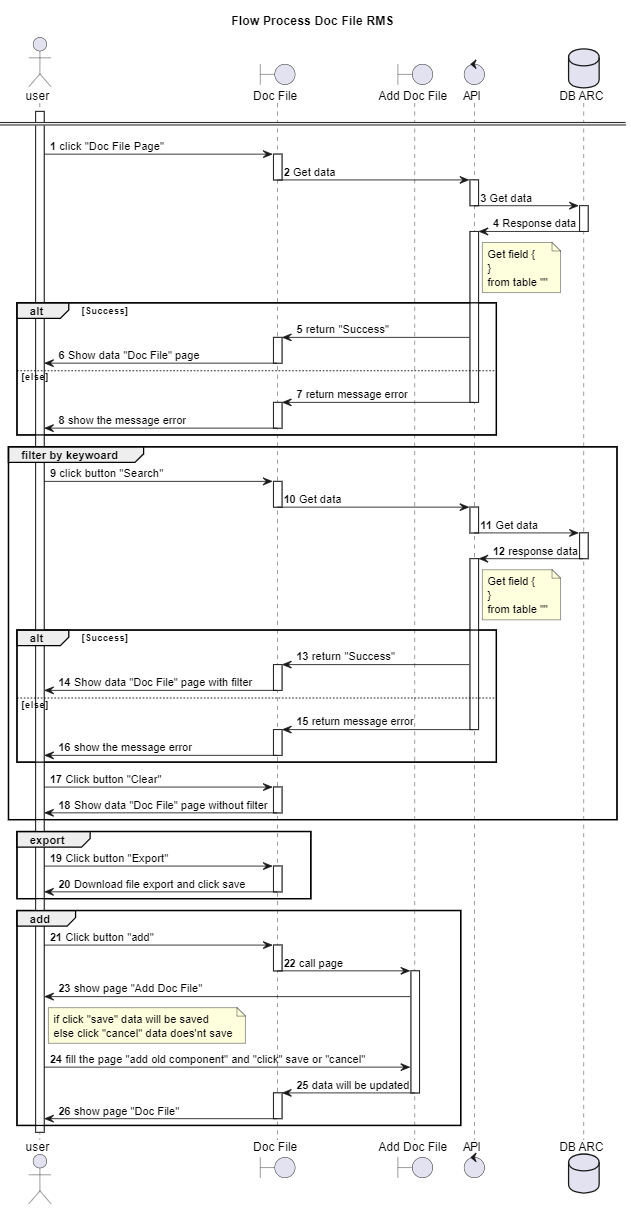 Flow Process Doc File RMS
user Doc File Add Doc File API DB ARC
1 click "Doc File Page"
2 Get data
3 Get data
4 Response data
Get field {
}
from table ""
alt [Success]
5 return "Success"
6 Show data "Doc File" page
[else]
7 return message error
8 show the message error
filter by keywoard
9 click button "Search"
10 Get data
11 Get data
12 response data
Get field {
}
from table ""
alt [Success]
13 return "Success"
14 Show data "Doc File" page with filter
[else]
15 return message error
16 show the message error
17 Click button "Clear"
18 Show data "Doc File" page without filter
export
19 Click button "Export"
20 Download file export and click save
add
21 Click button "add"
22 call page
23 show page "Add Doc File"
if click "save" data will be saved
else click "cancel" data does'nt save
24 fill the page "add old component" and "click" save or "cancel"
25 data will be updated
26 show page "Doc File"
user Doc File Add Doc File API DB ARC